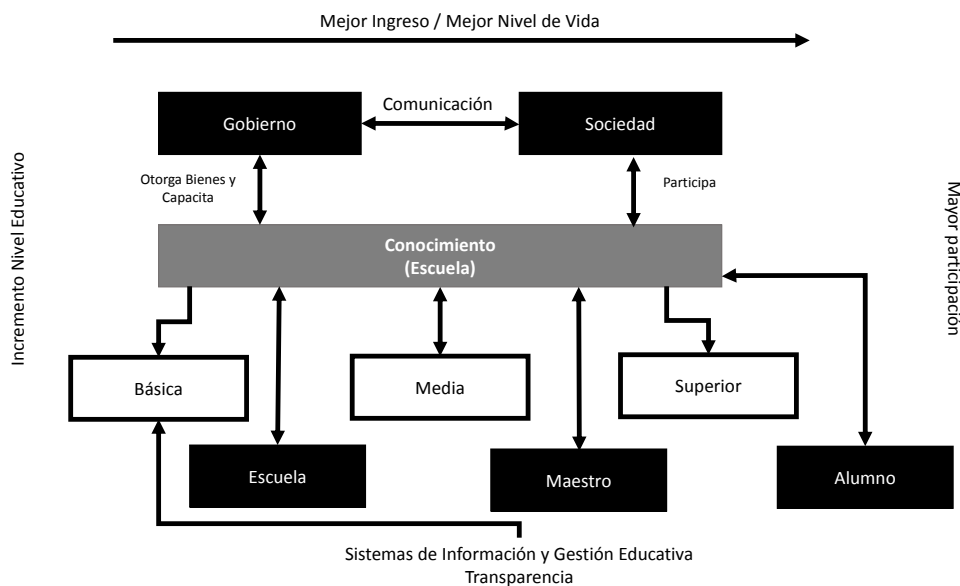 Mejor Ingreso / Mejor Nivel de Vida
Gobierno
Comunicación
Sociedad
Otorga Bienes y
Capacita
Participa
Incremento Nivel Educativo
Conocimiento
(Escuela)
Mayor participación
Básica
Media
Superior
Escuela
Maestro
Alumno
Sistemas de Información y Gestión Educativa
Transparencia